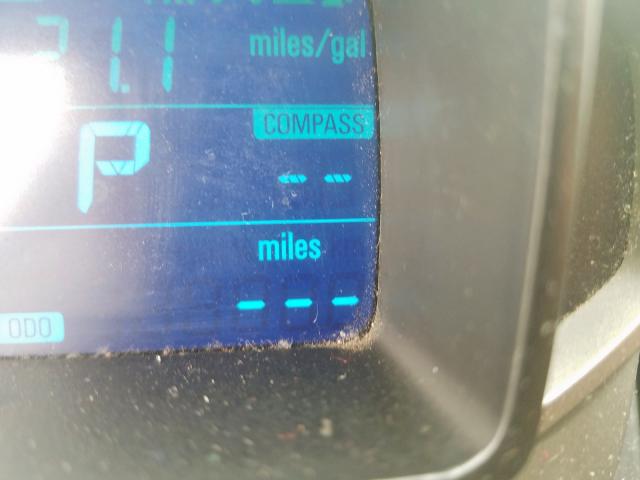 1.1 miles/gal
COMPASS
P --
miles
---
ODO